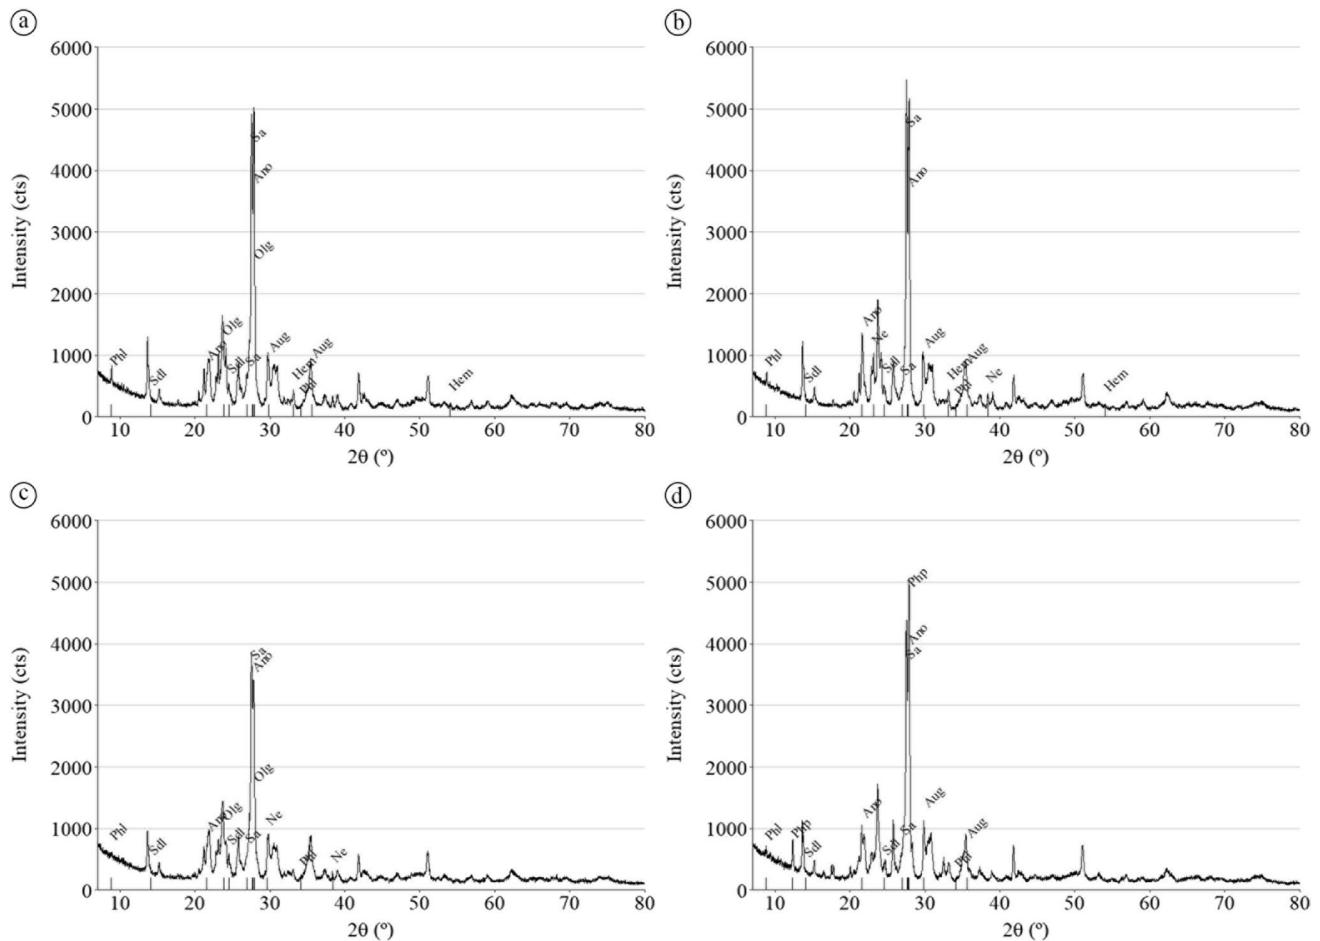 a
6000
5000
4000
3000
2000
1000
0
Intensity (cts)
Phl
Sdl
Ano
Olg
Sdl
Sa
Sa
Ano
Olg
Aug
Hem
Phl
Aug
Hem
10 20 30 40 50 60 70 80
2θ (º)
b
6000
5000
4000
3000
2000
1000
0
Intensity (cts)
Phl
Sdl
Ano
Ne
Sdl
Sa
Sa
Ano
Aug
Hem
Phl
Aug
Ne
Hem
10 20 30 40 50 60 70 80
2θ (º)
c
6000
5000
4000
3000
2000
1000
0
Intensity (cts)
Phl
Sdl
Ano
Olg
Sdl
Sa
Sa
Ano
Olg
Ne
Phl
Ne
10 20 30 40 50 60 70 80
2θ (º)
d
6000
5000
4000
3000
2000
1000
0
Intensity (cts)
Phl
Php
Sdl
Ano
Sdl
Sa
Php
Ano
Sa
Aug
Phl
Aug
10 20 30 40 50 60 70 80
2θ (º)